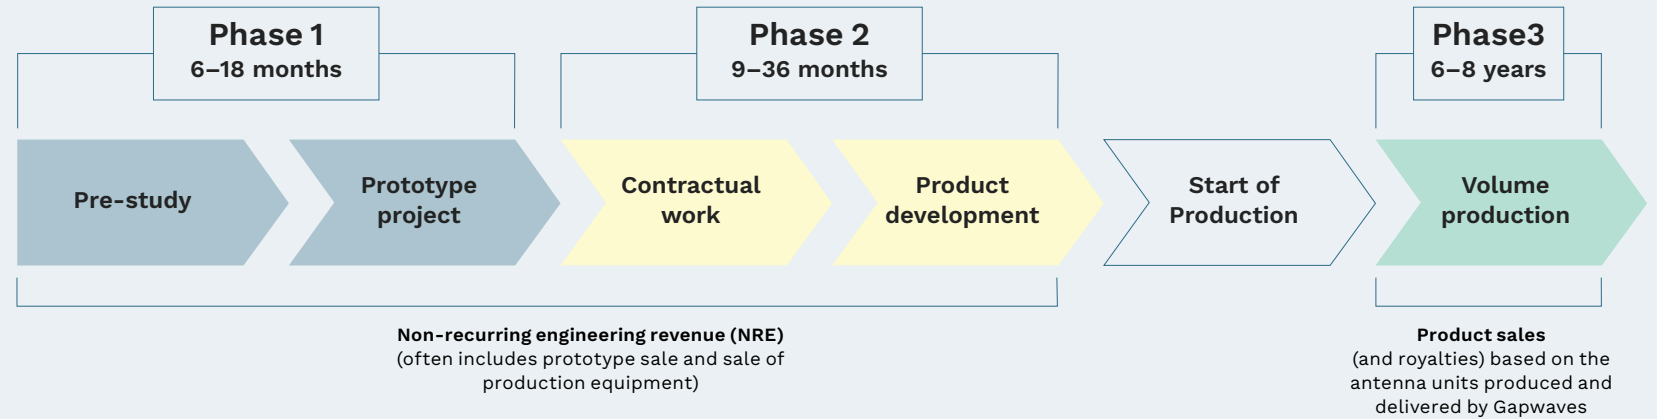 Phase 1
6–18 months
Phase 2
9–36 months
Phase3
6–8 years
Pre-study
Prototype
project
Contractual
work
Product
development
Start of
Production
Volume
production
Non-recurring engineering revenue (NRE)
(often includes prototype sale and sale of
production equipment)
Product sales
(and royalties) based on the
antenna units produced and
delivered by Gapwaves